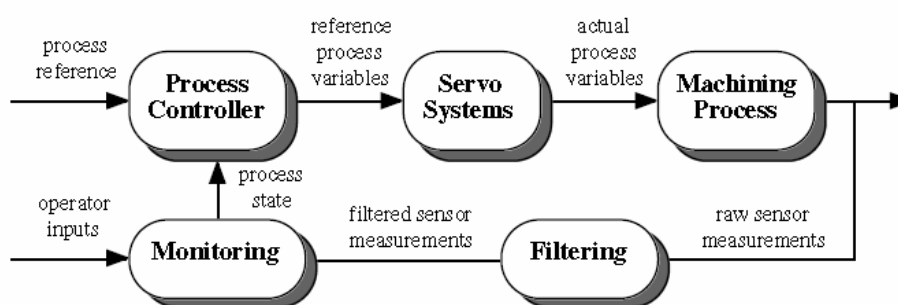 process
reference
Process
Controller
reference
process
variables
Servo
Systems
actual
process
variables
Machining
Process
operator
inputs
process
state
Monitoring
filtered sensor
measurements
Filtering
raw sensor
measurements